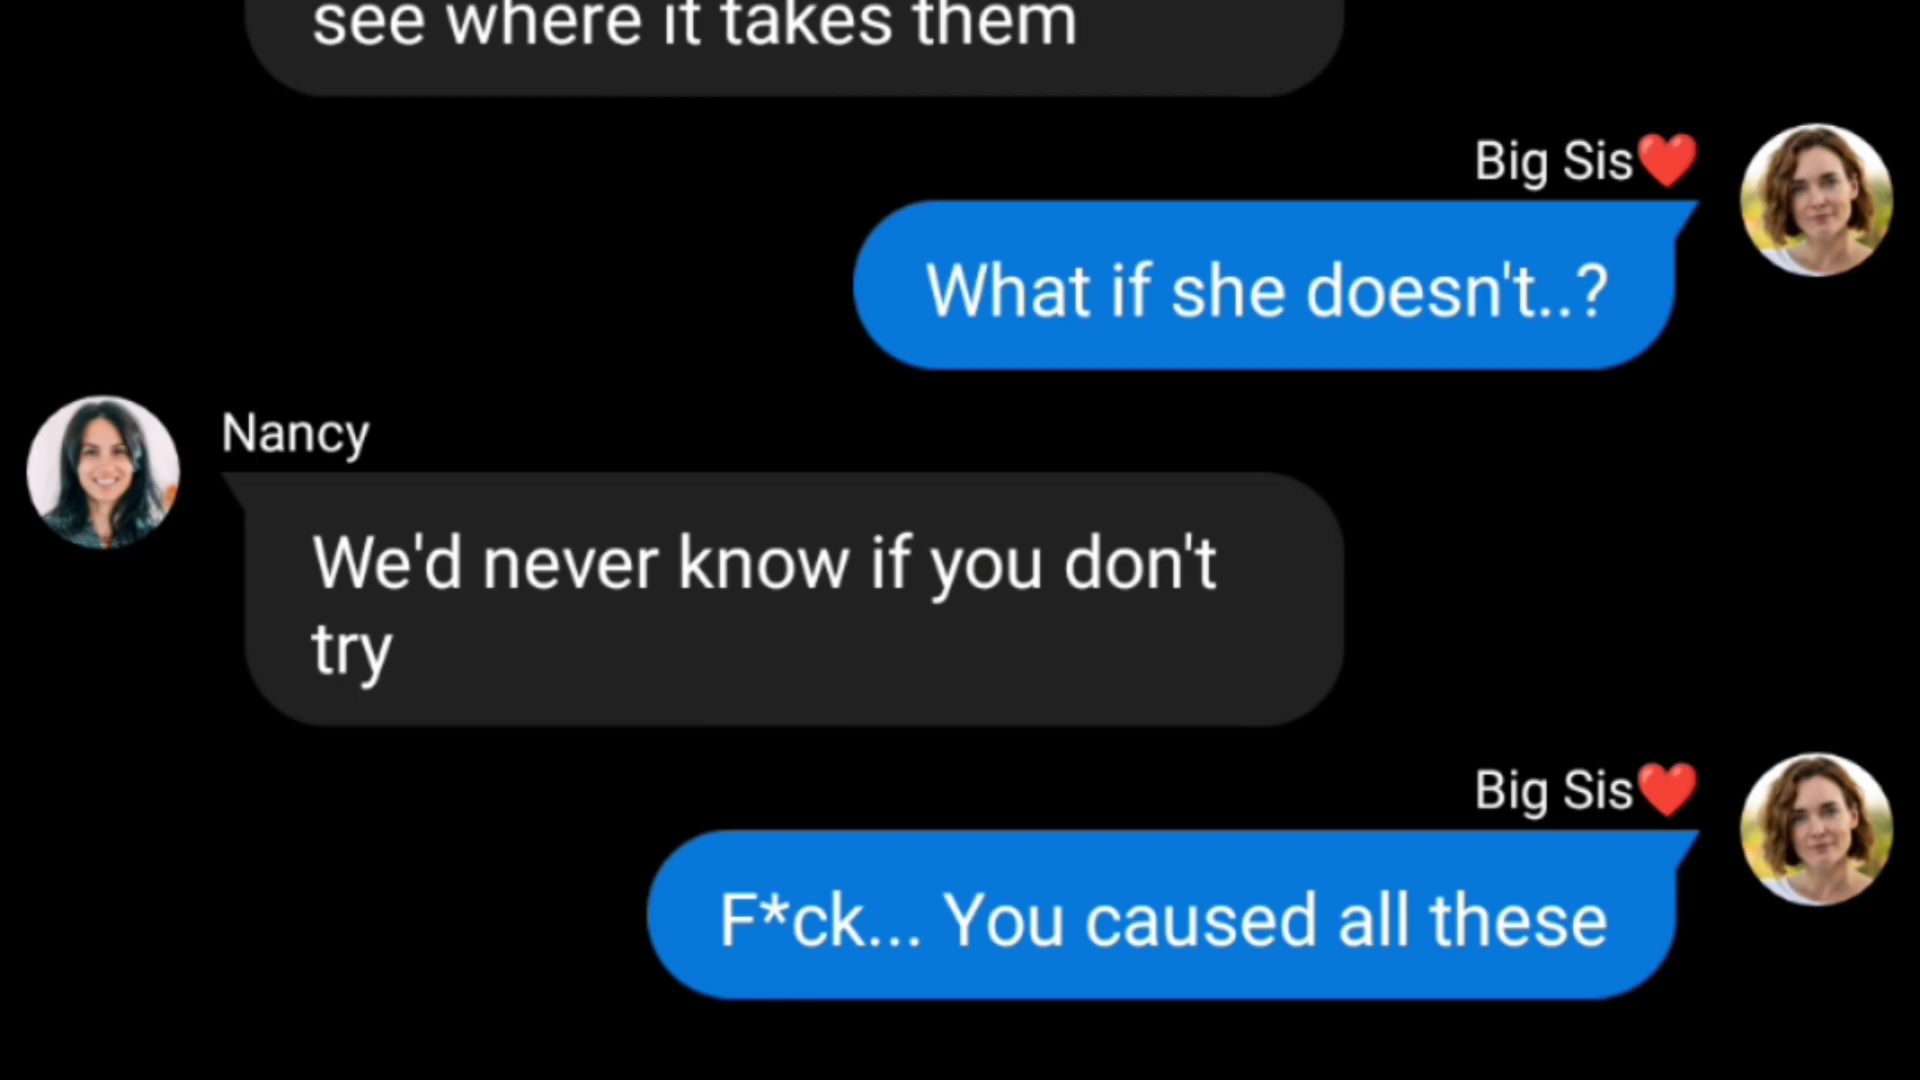 see where it takes them
Big Sis❤️
What if she doesn't..?
Nancy
We'd never know if you don't
try
Big Sis❤️
F*ck... You caused all these